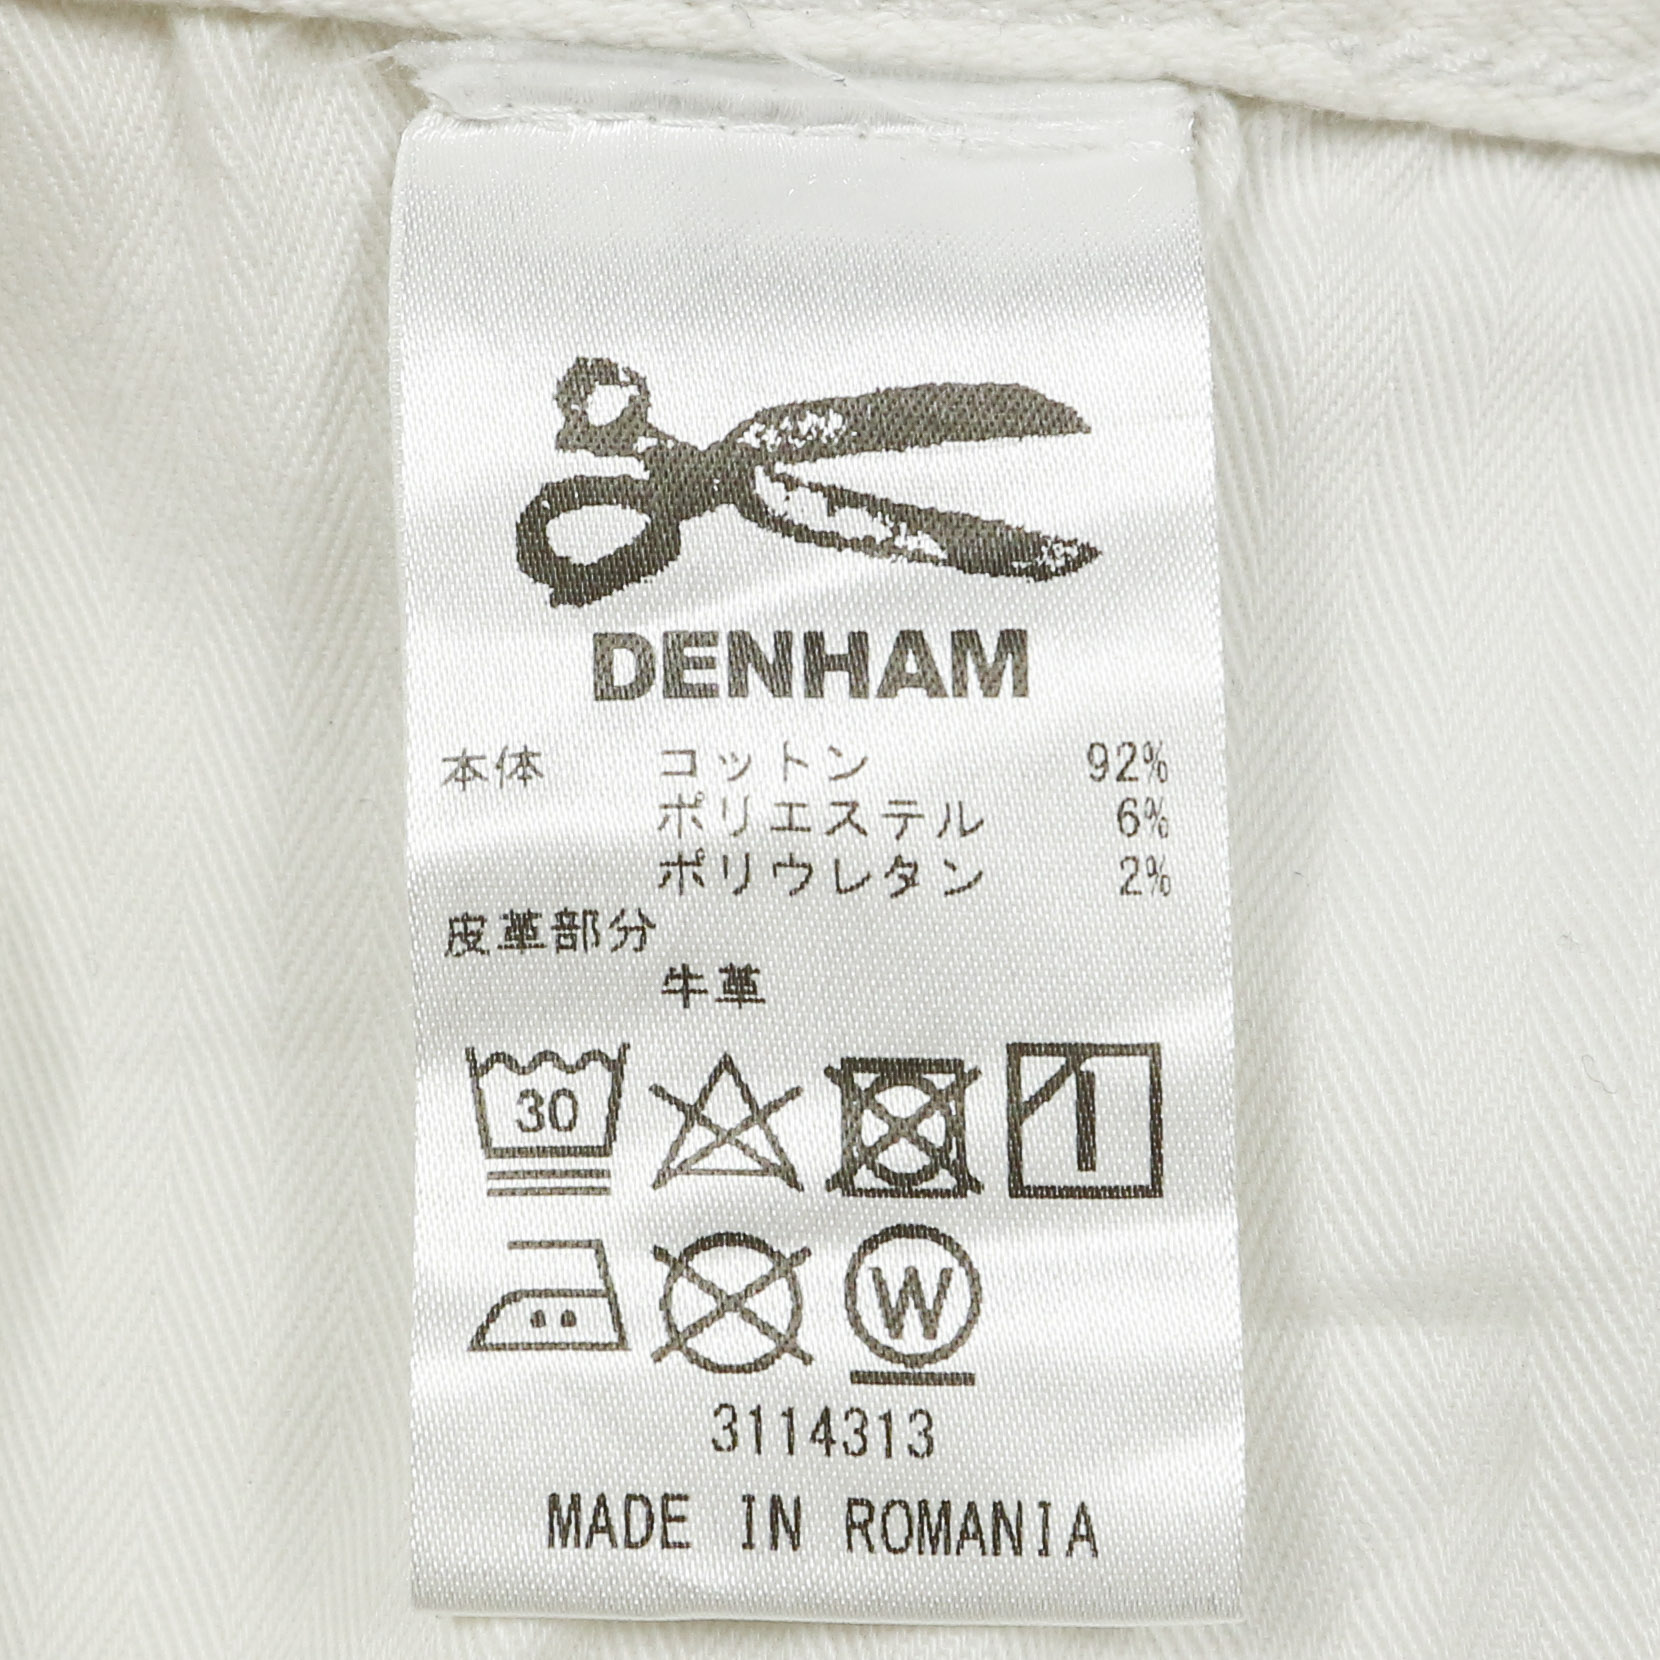 DENHAM
本体 コットン 92%
ポリエステル 6%
ポリウレタン 2%
皮革部分
牛革
30
W
3114313
MADE IN ROMANIA